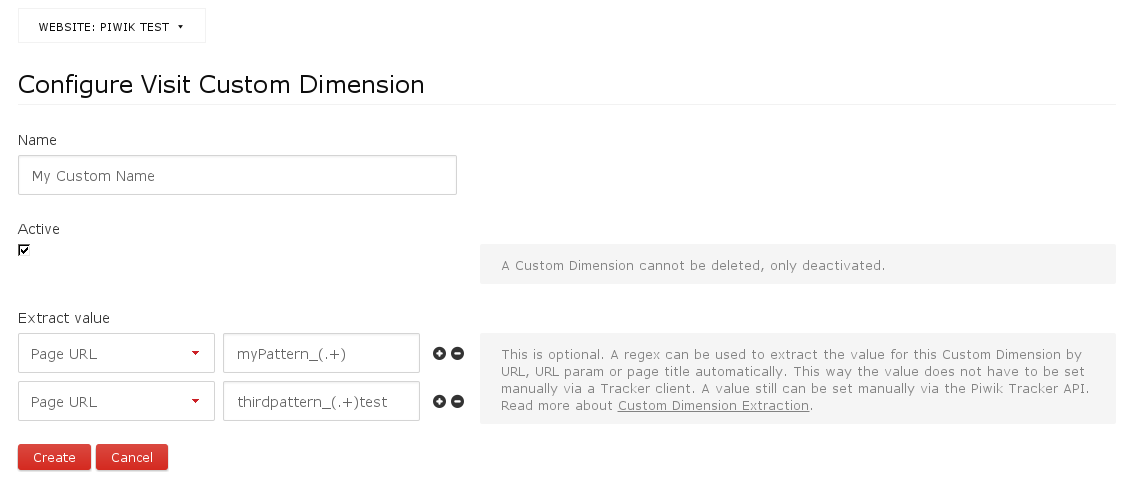 WEBSITE: PIWIK TEST
Configure Visit Custom Dimension
Name
My Custom Name
Active
A Custom Dimension cannot be deleted, only deactivated.
Extract value
Page URL myPattern_(.+)
Page URL thirdpattern_(.+)test
This is optional. A regex can be used to extract the value for this Custom Dimension by
URL, URL param or page title automatically. This way the value does not have to be set
manually via a Tracker client. A value still can be set manually via the Piwik Tracker API.
Read more about Custom Dimension Extraction.
Create Cancel